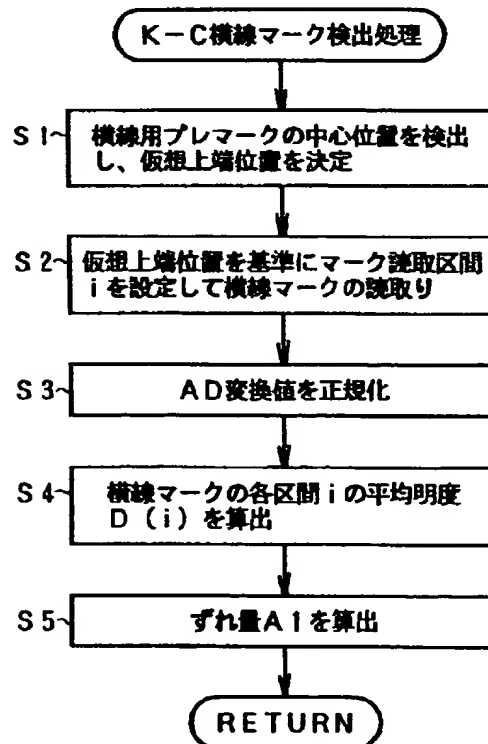 K－C横線マーク検出処理
S1 横線用プレマークの中心位置を検出
し、仮想上端位置を決定
S2 仮想上端位置を基準にマーク読取区間
iを設定して横線マークの読取り
S3 AD変換値を正規化
S4 横線マークの各区間iの平均明度
D（i）を算出
S5 ずれ量A1を算出
RETURN